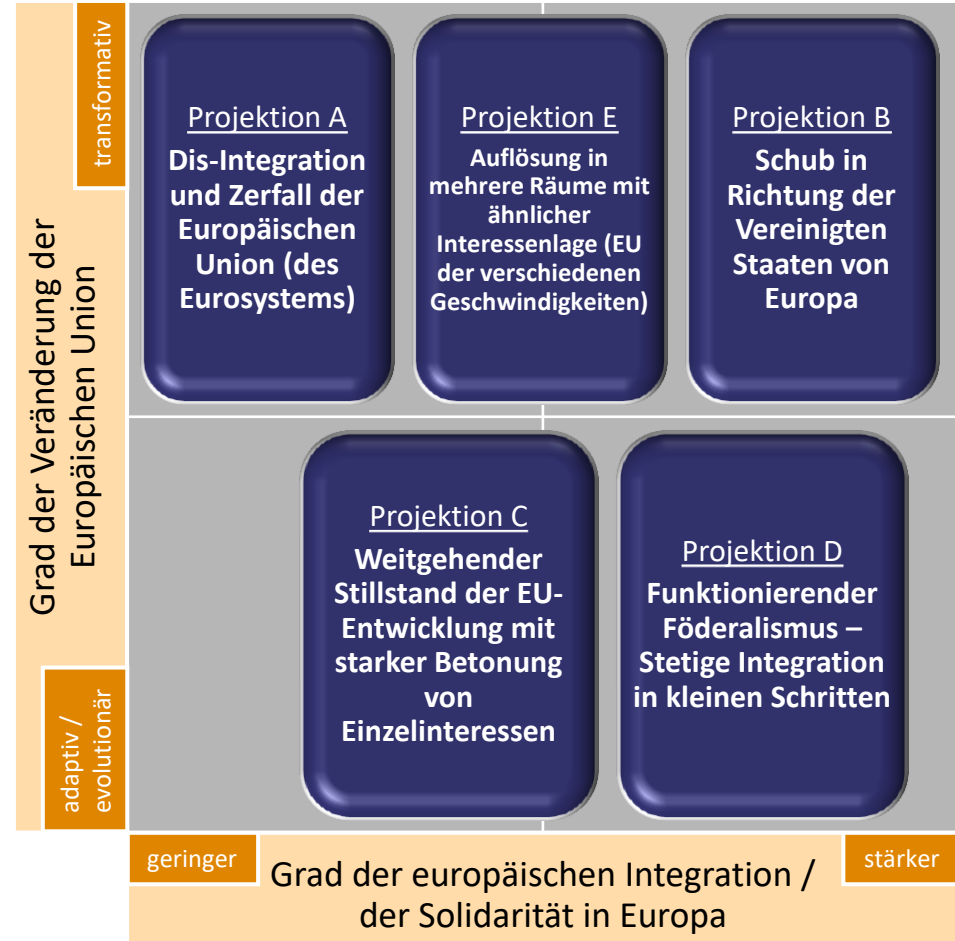 transformativ
Projektion A
Dis-Integration
und Zerfall der
Europäischen
Union (des
Eurosystems)
Projektion E
Auflösung in
mehrere Räume mit
ähnlicher
Interessenlage (EU
der verschiedenen
Geschwindigkeiten)
Projektion B
Schub in
Richtung der
Vereinigten
Staaten von
Europa
Grad der Veränderung der
Europäischen Union
Projektion C
Weitgehender
Stillstand der EU-
Entwicklung mit
starker Betonung
von
Einzelinteressen
Projektion D
Funktionierender
Föderalismus –
Stetige Integration
in kleinen Schritten
adaptiv /
evolutionär
geringer
Grad der europäischen Integration /
der Solidarität in Europa
stärker